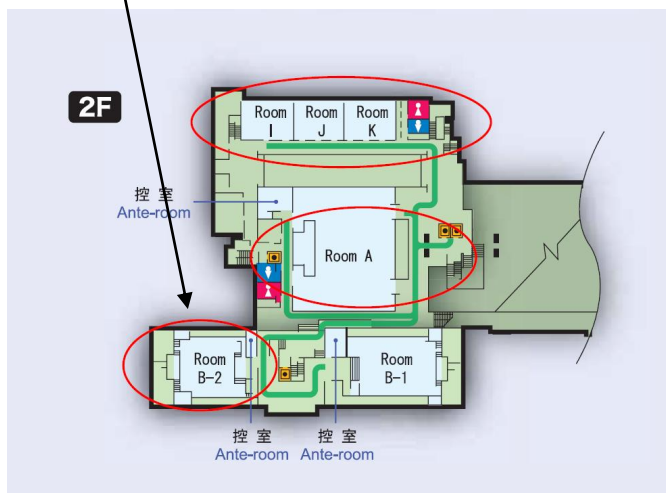 2F
Room I
Room J
Room K
控室
Ante-room
Room A
Room B-2
Room B-1
控室
Ante-room
控室
Ante-room